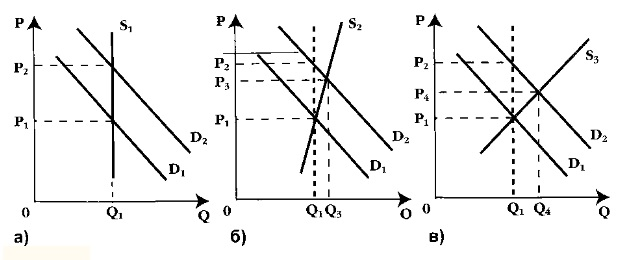 P
S₁
P₂
P₁
D₂
D₁
0
Q₁
Q
а)
P
S₂
P₂
P₃
P₁
D₂
D₁
0
Q₁
Q₃
O
б)
P
S₃
P₂
P₄
P₁
D₂
D₁
0
Q₁
Q₄
Q
в)